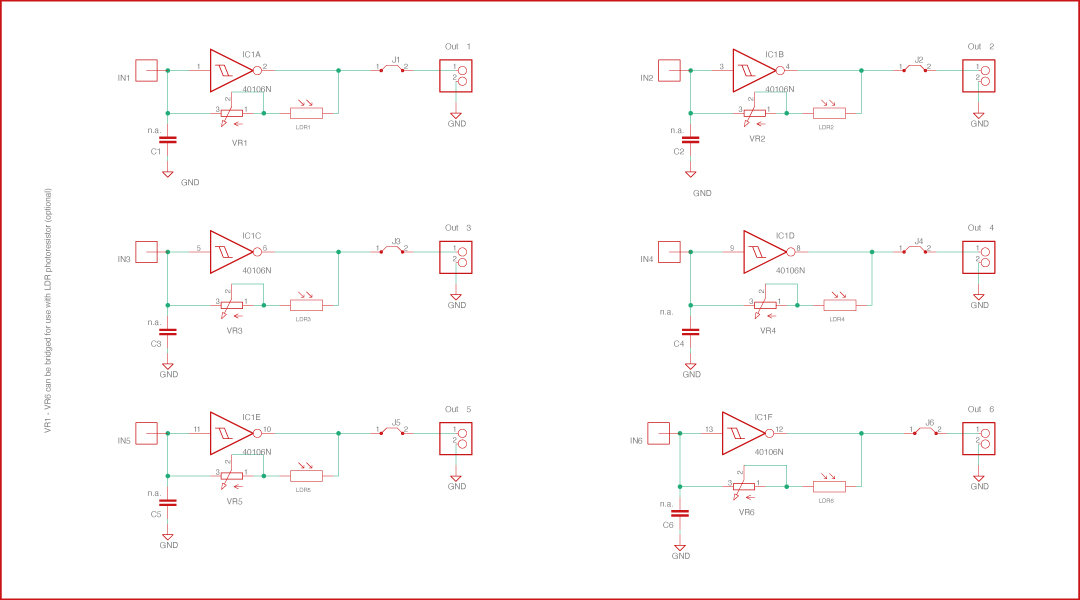 VR1 - VR6 can be bridged for use with LDR photoresistor (optional)
IN1
1
IC1A
2
40106N
3
2
1
VR1
LDR1
n.a.
C1
GND
1
J1
2
Out 1
1
2
GND
IN2
3
IC1B
4
40106N
3
2
1
VR2
LDR2
n.a.
C2
GND
1
J2
2
Out 2
1
2
GND
IN3
5
IC1C
6
40106N
3
2
1
VR3
LDR3
n.a.
C3
GND
1
J3
2
Out 3
1
2
GND
IN4
9
IC1D
8
40106N
3
2
1
VR4
LDR4
n.a.
C4
GND
1
J4
2
Out 4
1
2
GND
IN5
11
IC1E
10
40106N
3
2
1
VR5
LDR5
n.a.
C5
GND
1
J5
2
Out 5
1
2
GND
IN6
13
IC1F
12
40106N
3
2
1
VR6
LDR6
n.a.
C6
GND
1
J6
2
Out 6
1
2
GND